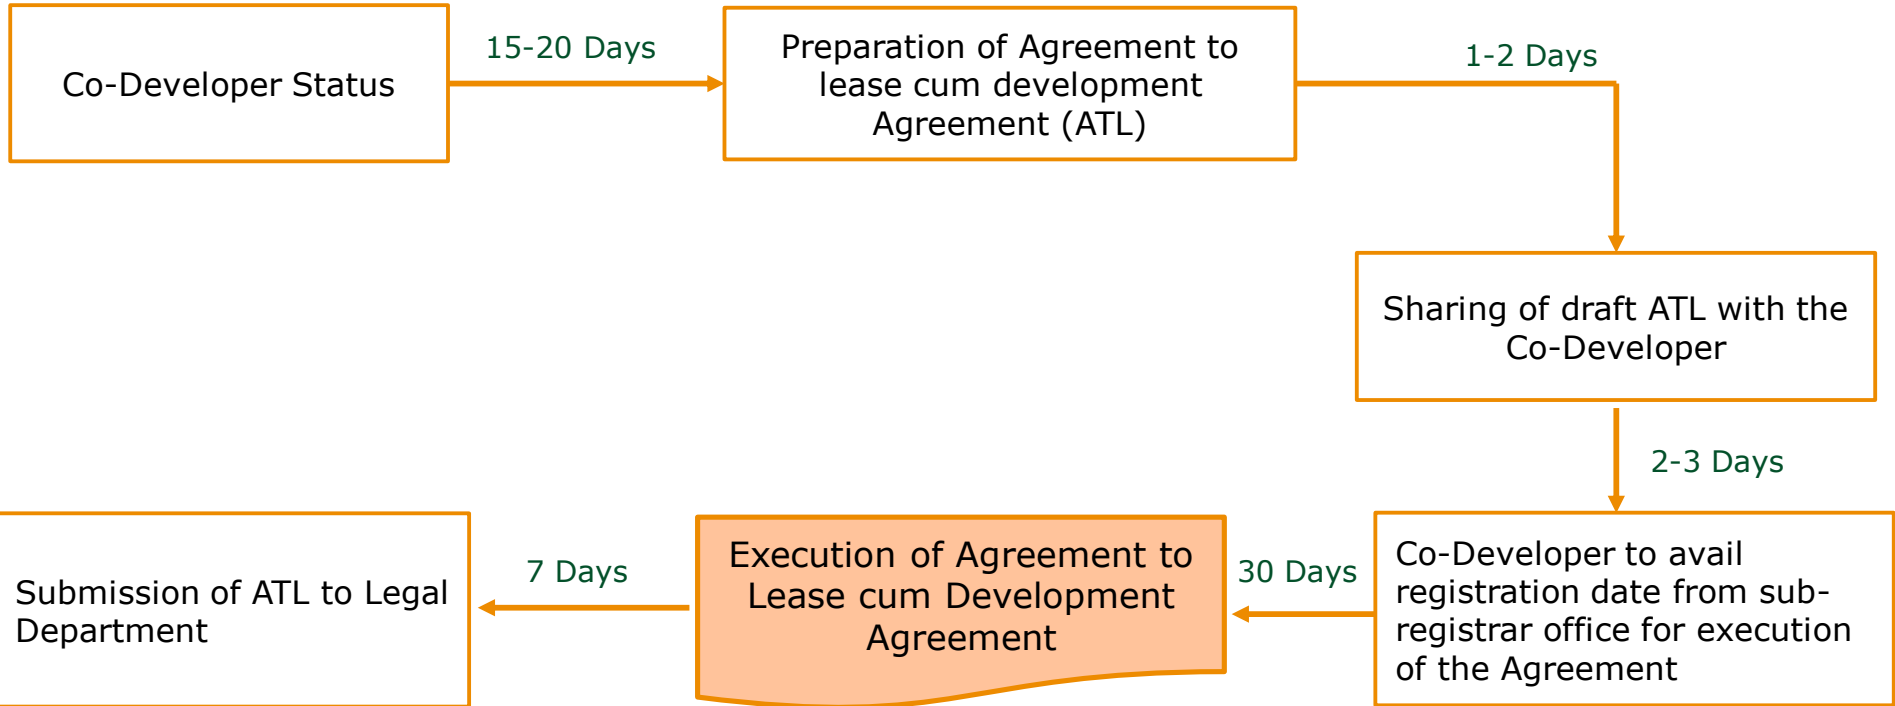 Co-Developer Status
15-20 Days
Preparation of Agreement to
lease cum development
Agreement (ATL)
1-2 Days
Sharing of draft ATL with the
Co-Developer
2-3 Days
Co-Developer to avail
registration date from sub-
registrar office for execution
of the Agreement
30 Days
Execution of Agreement to
Lease cum Development
Agreement
7 Days
Submission of ATL to Legal
Department